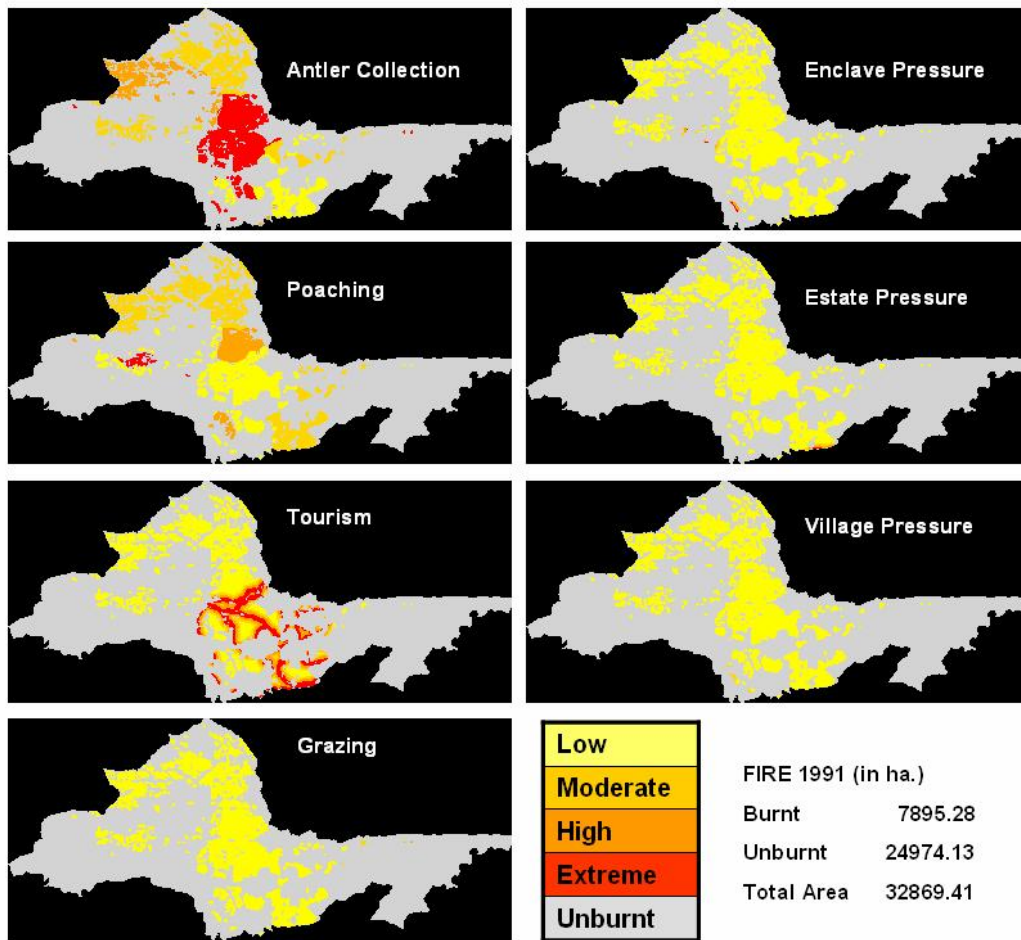 Antler Collection
Enclave Pressure
Poaching
Estate Pressure
Tourism
Village Pressure
Grazing
Low
Moderate
High
Extreme
Unburnt
FIRE 1991 (in ha.)
Burnt 7895.28
Unburnt 24974.13
Total Area 32869.41